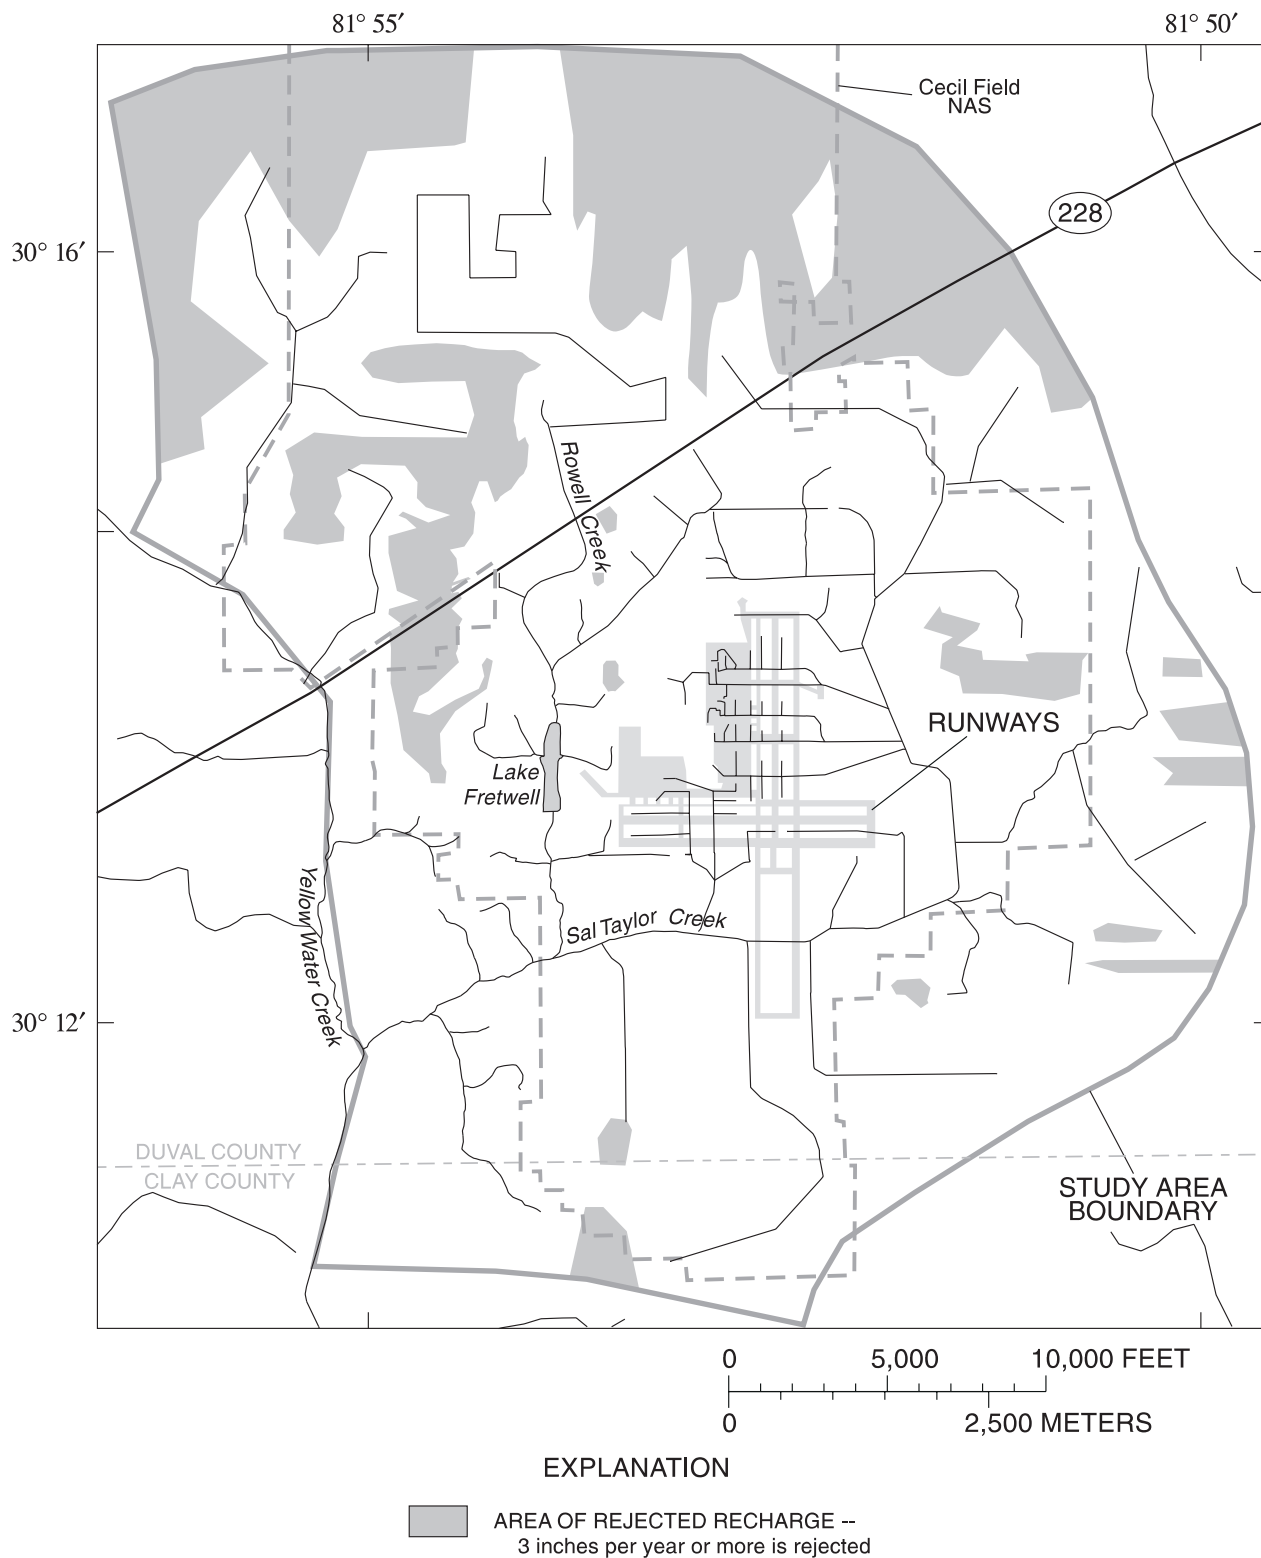 81° 55′
81° 50′
Cecil Field
NAS
228
30° 16′
Rowell Creek
RUNWAYS
Lake
Fretwell
Yellow Water Creek
Sal Taylor Creek
30° 12′
DUVAL COUNTY
CLAY COUNTY
STUDY AREA
BOUNDARY
0 5,000 10,000 FEET
0 2,500 METERS
EXPLANATION
AREA OF REJECTED RECHARGE --
3 inches per year or more is rejected